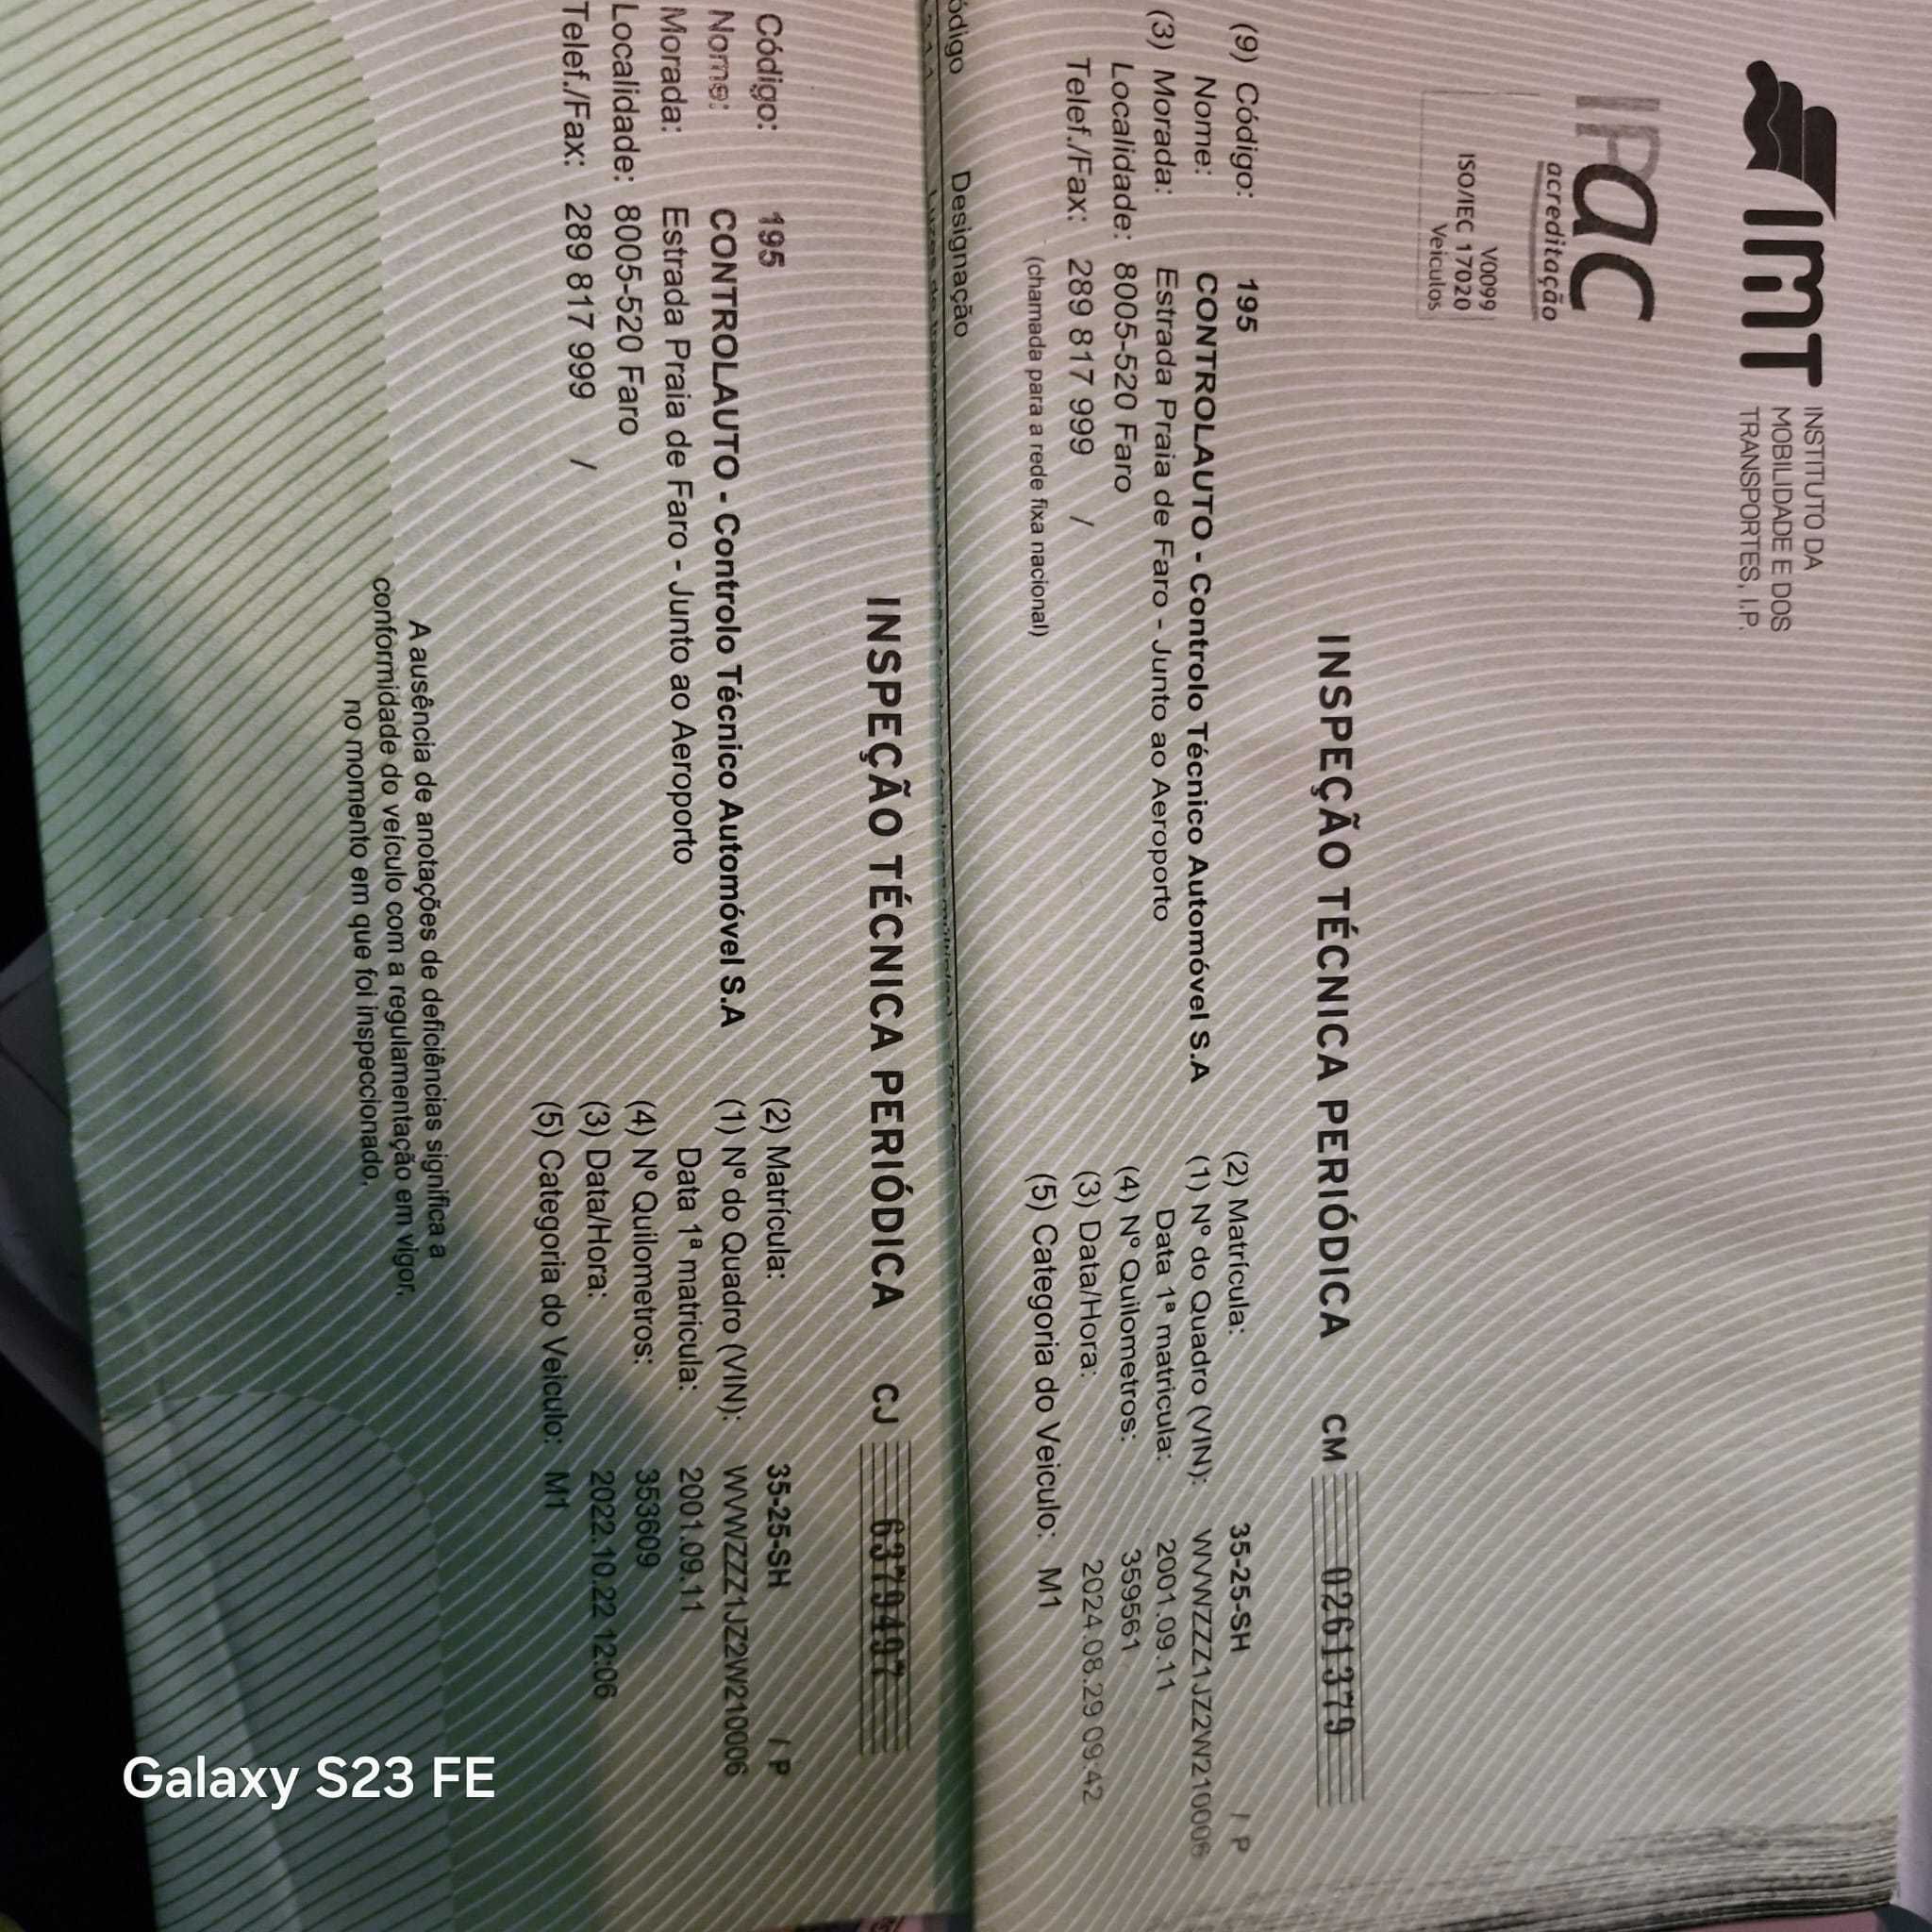 IMT
INSTITUTO DA
MOBILIDADE E DOS
TRANSPORTES, I.P.
IPAC
acreditação
V0099
ISO/IEC 17020
Veiculos
INSPEÇÃO TÉCNICA PERIÓDICA CM 0261379
(9) Código: 195
Nome: CONTROLAUTO - Controlo Técnico Automóvel S.A
(3) Morada: Estrada Praia de Faro - Junto ao Aeroporto
Localidade: 8005-520 Faro
Telef./Fax: 289 817 999 /
(chamada para a rede fixa nacional)
(2) Matrícula: 35-25-SH / P
(1) Nº do Quadro (VIN): WVWZZZ1JZ2W210006
Data 1ª matricula: 2001.09.11
(4) Nº Quilometros: 359561
(3) Data/Hora: 2024.08.29 09:42
(5) Categoria do Veiculo: M1
ódigo Designação
INSPEÇÃO TÉCNICA PERIÓDICA CJ 6379497
Código: 195
Nome: CONTROLAUTO - Controlo Técnico Automóvel S.A
Morada: Estrada Praia de Faro - Junto ao Aeroporto
Localidade: 8005-520 Faro
Telef./Fax: 289 817 999 /
(2) Matrícula: 35-25-SH / P
(1) Nº do Quadro (VIN): WVWZZZ1JZ2W210006
Data 1ª matricula: 2001.09.11
(4) Nº Quilometros: 353609
(3) Data/Hora: 2022.10.22 12:06
(5) Categoria do Veiculo: M1
A ausência de anotações de deficiências significa a
conformidade do veículo com a regulamentação em vigor,
no momento em que foi inspeccionado.
Galaxy S23 FE